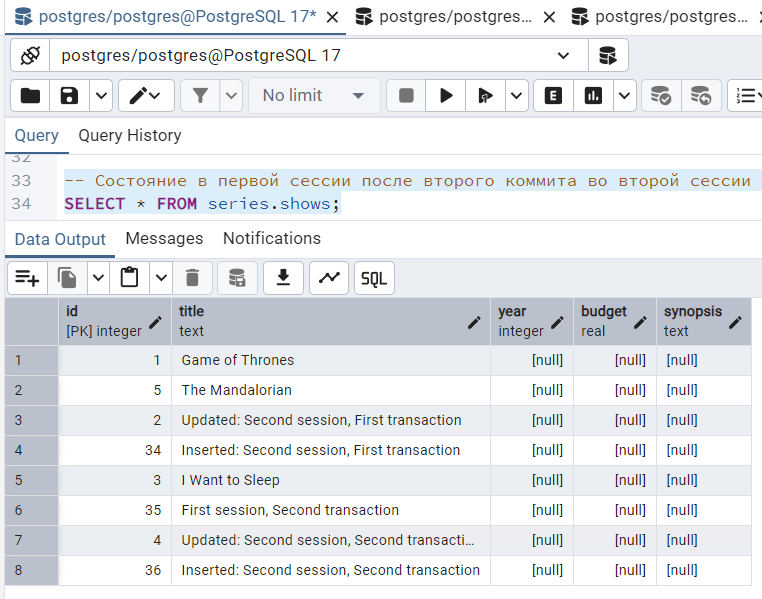 postgres/postgres@PostgreSQL 17* postgres/postgres... postgres/postgres...
postgres/postgres@PostgreSQL 17
No limit
Query Query History
32
33 -- Состояние в первой сессии после второго коммита во второй сессии
34 SELECT * FROM series.shows;
Data Output Messages Notifications
SQL
id title year budget synopsis
[PK] integer text integer real text
1 1 Game of Thrones [null] [null] [null]
2 5 The Mandalorian [null] [null] [null]
3 2 Updated: Second session, First transaction [null] [null] [null]
4 34 Inserted: Second session, First transaction [null] [null] [null]
5 3 I Want to Sleep [null] [null] [null]
6 35 First session, Second transaction [null] [null] [null]
7 4 Updated: Second session, Second transacti... [null] [null] [null]
8 36 Inserted: Second session, Second transaction [null] [null] [null]